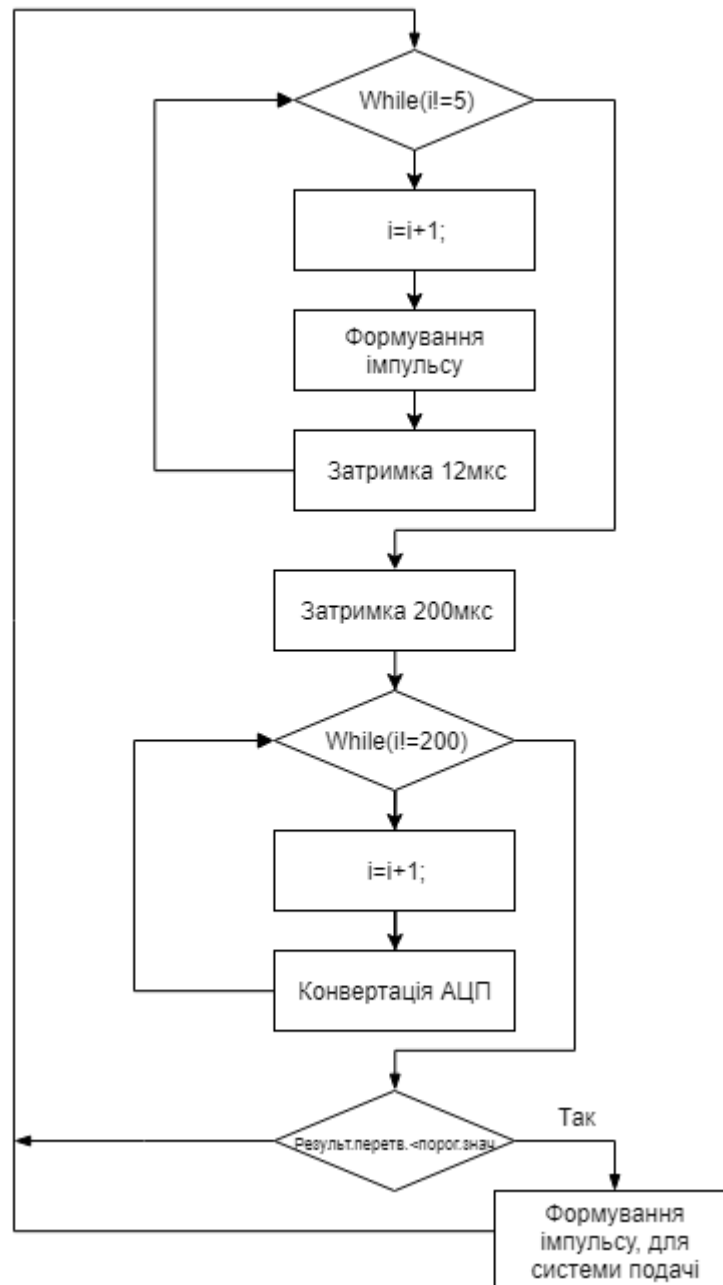 While(i!=5)
i=i+1;
Формування
імпульсу
Затримка 12мкс
Затримка 200мкс
While(i!=200)
i=i+1;
Конвертація АЦП
Результ.перетв.<порог.знач.
Так
Формування
імпульсу, для
системи подачі